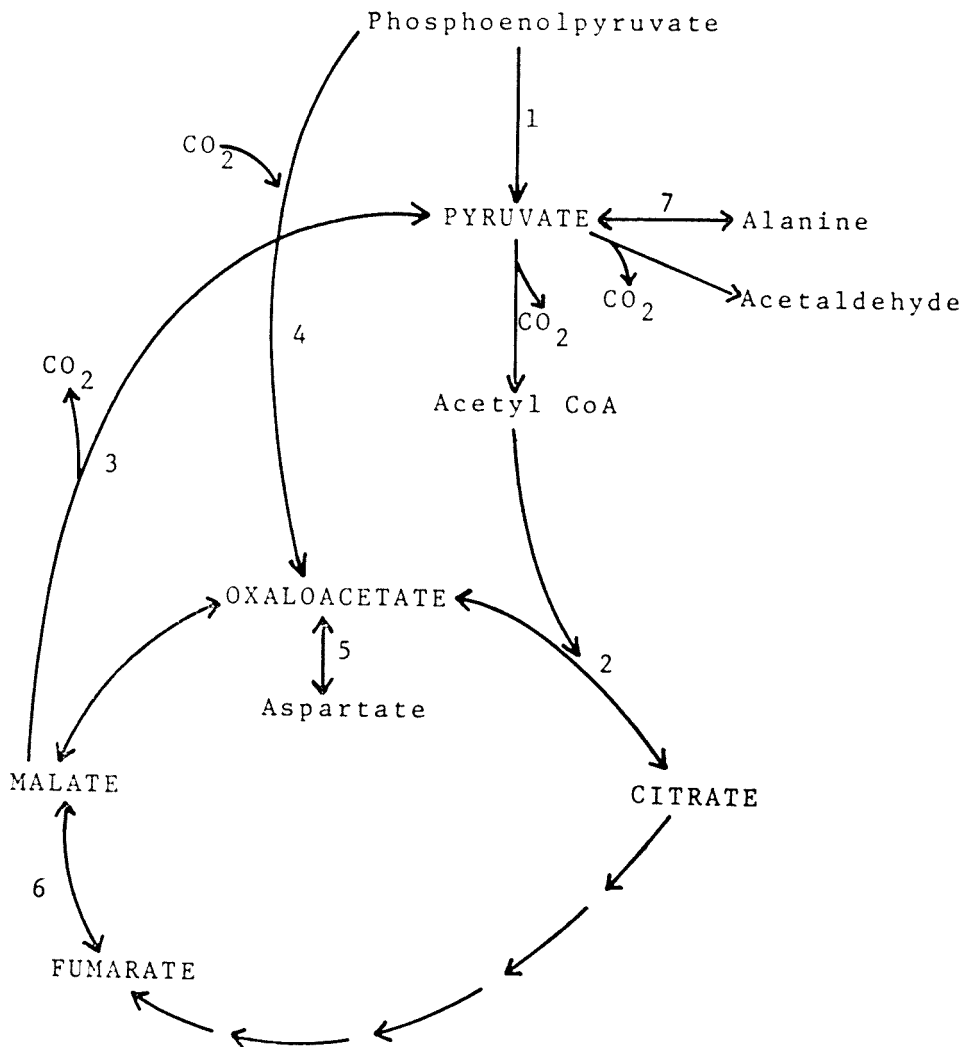 Phosphoenolpyruvate
1
CO2
7
PYRUVATE
Alanine
CO2
Acetaldehyde
CO2
4
CO2
Acetyl CoA
3
OXALOACETATE
5
2
Aspartate
MALATE
CITRATE
6
FUMARATE